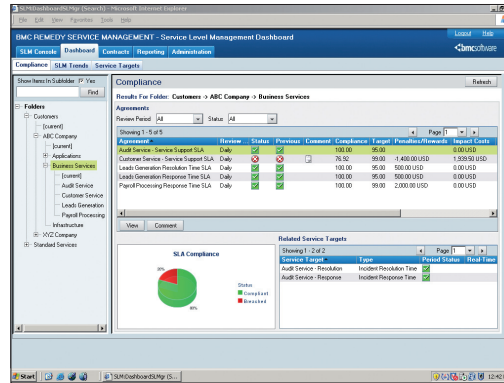 SLMDashboardSLMgr (Search) - Microsoft Internet Explorer
File Edit View Favorites Tools Help
BMC REMEDY SERVICE MANAGEMENT - Service Level Management Dashboard
Logout Help
SLM Console Dashboard Contracts Reporting Administration
bmcsoftware
Compliance SLM Trends Service Targets
Show Items In Subfolder Yes
Find
Folders
Customers
[current]
ABC Company
[current]
Applications
Business Services
[current]
Audit Service
Customer Service
Leads Generation
Payroll Processing
Infrastructure
XYZ Company
Standard Services
Compliance
Refresh
Results For Folder: Customers -> ABC Company -> Business Services
Agreements
Review Period All Status All
Showing 1 - 5 of 5 Page 1
Agreement Review ... Status Previous Comment Compliance Target Penalties/Rewards Impact Costs
Audit Service - Service Support SLA Daily 100.00 95.00 0.00 USD
Customer Service - Service Support SLA Daily 76.92 99.00 -1,400.00 USD 1,939.50 USD
Leads Generation Resolution Time SLA Daily 100.00 95.00 500.00 USD 0.00 USD
Leads Generation Response Time SLA Daily 100.00 95.00 500.00 USD 0.00 USD
Payroll Processing Response Time SLA Daily 100.00 99.00 2,000.00 USD 0.00 USD
View Comment
SLA Compliance
20%
80%
Status
Compliant
Breached
Related Service Targets
Showing 1 - 2 of 2 Page 1
Service Target Type Period Status Real-Time
Audit Service - Resolution Incident Resolution Time
Audit Service - Response Incident Response Time
Start SLMDashboardSLMgr (S... 12:42